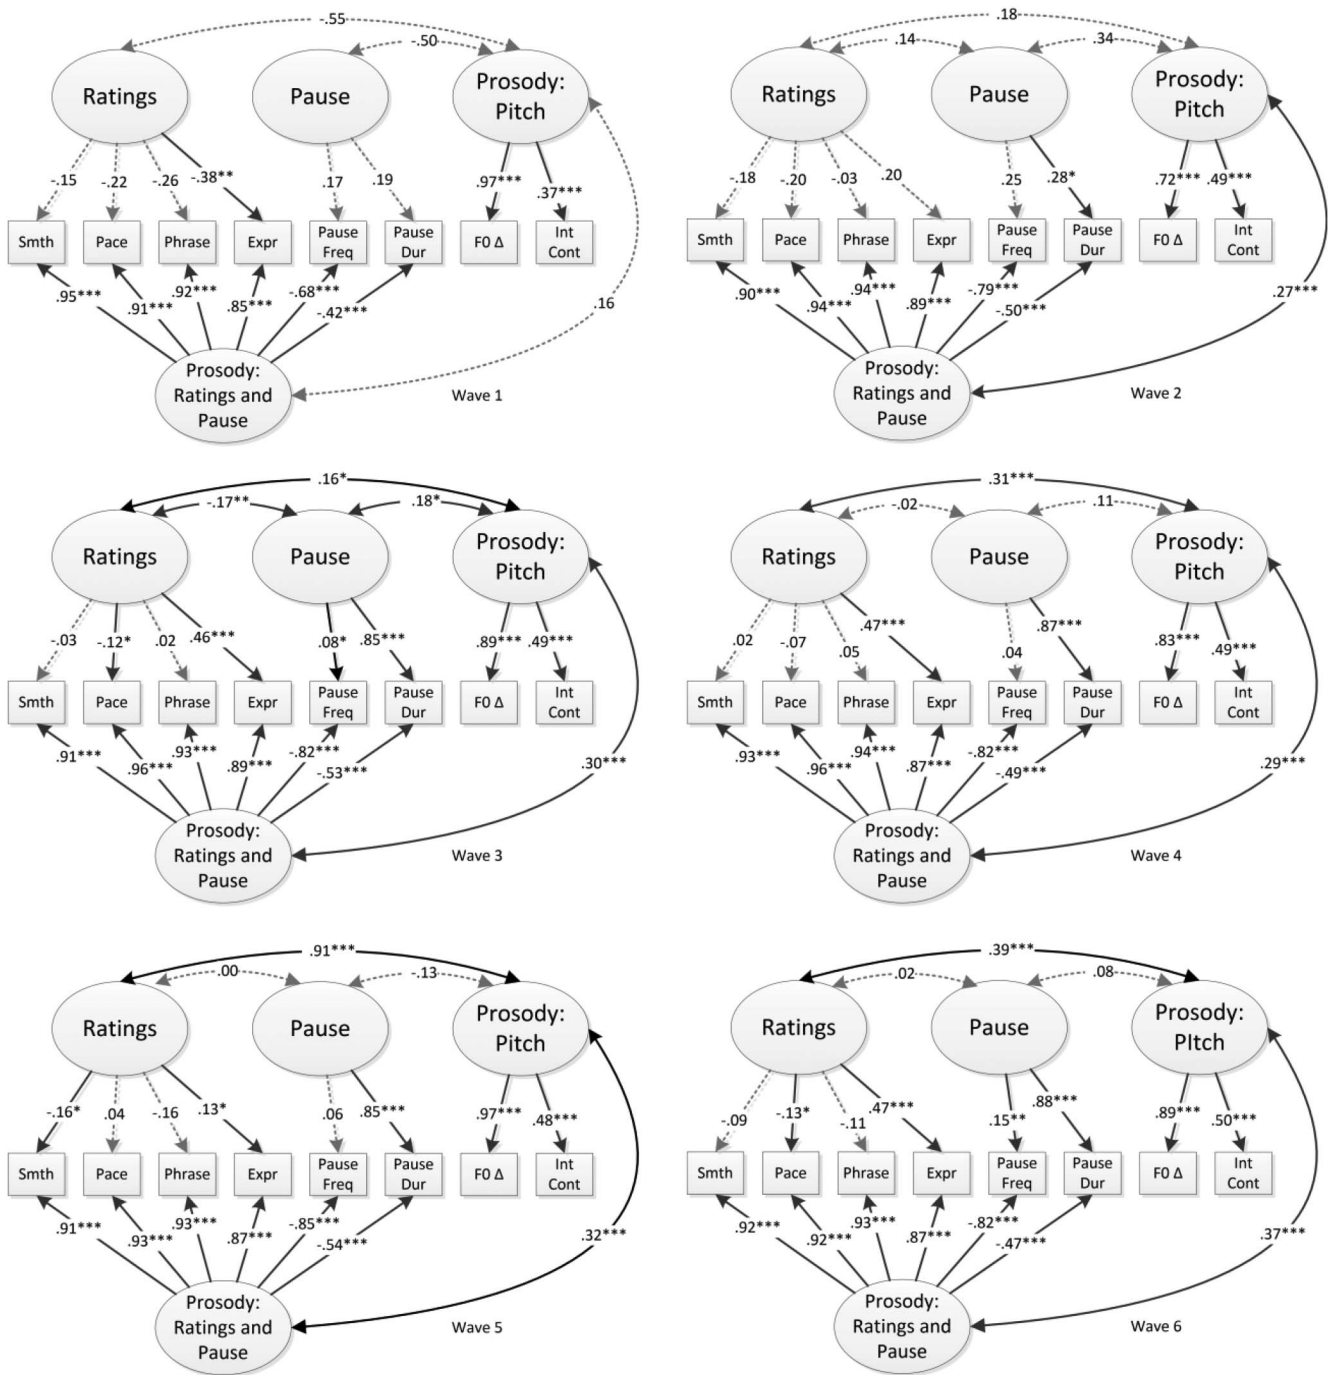 -.55
-.50
Ratings
Pause
Prosody:
Pitch
-.15
-.22
-.26
-.38**
.17
.19
.97***
.37***
Smth
Pace
Phrase
Expr
Pause
Freq
Pause
Dur
F0 Δ
Int
Cont
.95***
.91***
.92***
.85***
-.68***
-.42***
.16
Prosody:
Ratings and
Pause
Wave 1
.18
.14
.34
Ratings
Pause
Prosody:
Pitch
-.18
-.20
-.03
.20
.25
.28*
.72***
.49***
Smth
Pace
Phrase
Expr
Pause
Freq
Pause
Dur
F0 Δ
Int
Cont
.90***
.94***
.94***
.89***
-.79***
-.50***
.27***
Prosody:
Ratings and
Pause
Wave 2
.16*
-.17**
.18*
Ratings
Pause
Prosody:
Pitch
-.03
-.12*
.02
.46***
.08*
.85***
.89***
.49***
Smth
Pace
Phrase
Expr
Pause
Freq
Pause
Dur
F0 Δ
Int
Cont
.91***
.96***
.93***
.89***
-.82***
-.53***
.30***
Prosody:
Ratings and
Pause
Wave 3
.31***
-.02
.11
Ratings
Pause
Prosody:
Pitch
.02
-.07
.05
.47***
.04
.87***
.83***
.49***
Smth
Pace
Phrase
Expr
Pause
Freq
Pause
Dur
F0 Δ
Int
Cont
.93***
.96***
.94***
.87***
-.82***
-.49***
.29***
Prosody:
Ratings and
Pause
Wave 4
.91***
.00
-.13
Ratings
Pause
Prosody:
Pitch
-.16*
.04
-.16
.13*
.06
.85***
.97***
.48***
Smth
Pace
Phrase
Expr
Pause
Freq
Pause
Dur
F0 Δ
Int
Cont
.91***
.93***
.93***
.87***
-.85***
-.54***
.32***
Prosody:
Ratings and
Pause
Wave 5
.39***
.02
.08
Ratings
Pause
Prosody:
PItch
-.09
-.13*
-.11
.47***
.15**
.88***
.89***
.50***
Smth
Pace
Phrase
Expr
Pause
Freq
Pause
Dur
F0 Δ
Int
Cont
.92***
.92***
.93***
.87***
-.82***
-.47***
.37***
Prosody:
Ratings and
Pause
Wave 6